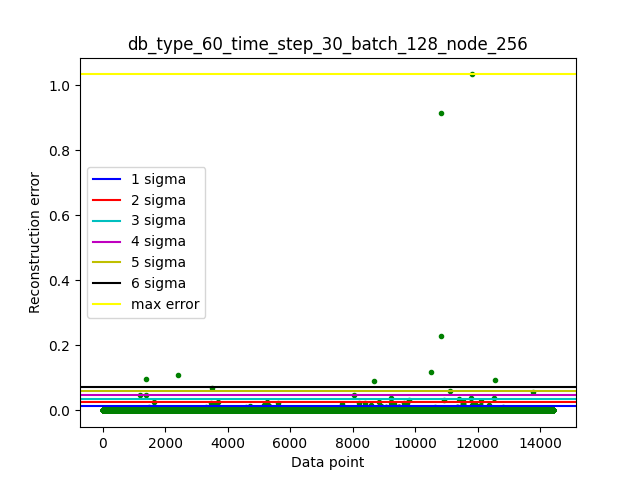 db_type_60_time_step_30_batch_128_node_256
Reconstruction error
1.0
0.8
0.6
0.4
0.2
0.0
1 sigma
2 sigma
3 sigma
4 sigma
5 sigma
6 sigma
max error
0 2000 4000 6000 8000 10000 12000 14000
Data point